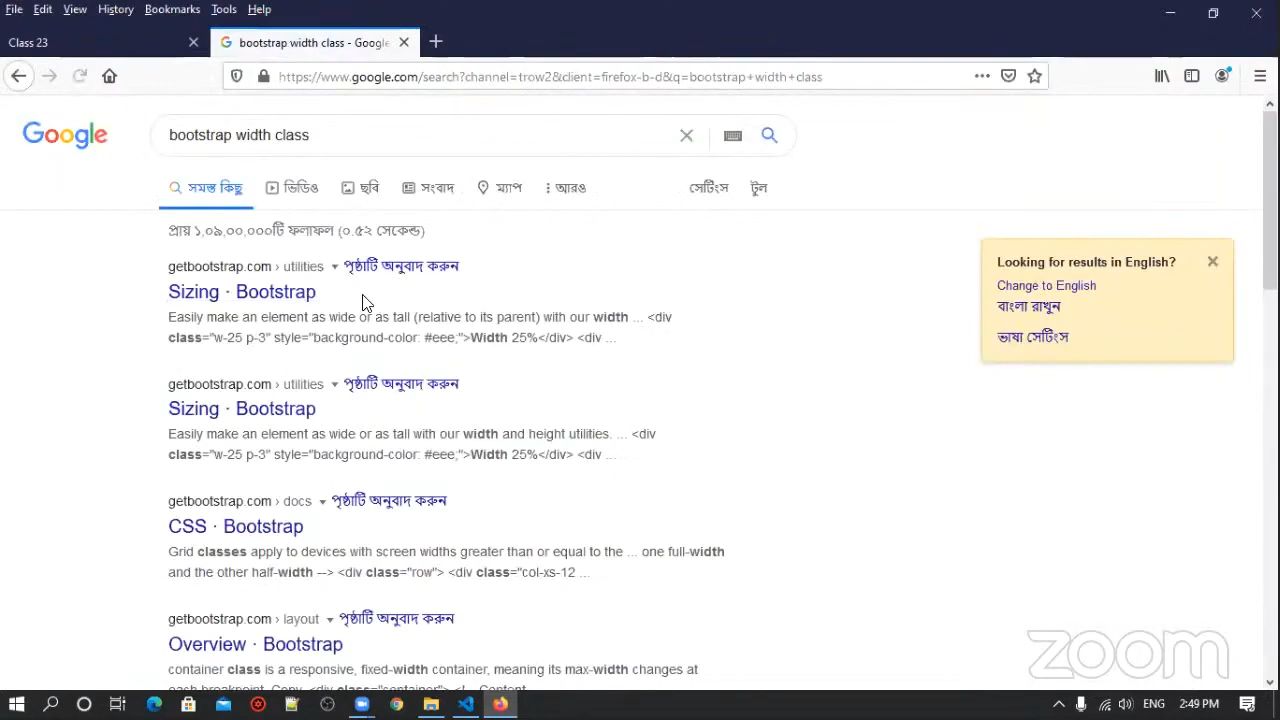 File Edit View History Bookmarks Tools Help
Class 23
bootstrap width class - Google
https://www.google.com/search?channel=trow2&client=firefox-b-d&q=bootstrap+width+class
Google
bootstrap width class
সমস্ত কিছু ভিডিও ছবি সংবাদ ম্যাপ আরও সেটিংস টুল
প্রায় ১,০৯,০০,০০০টি ফলাফল (০.৫২ সেকেন্ড)
getbootstrap.com › utilities পৃষ্ঠাটি অনুবাদ করুন
Sizing · Bootstrap
Easily make an element as wide or as tall (relative to its parent) with our width ... <div
class="w-25 p-3" style="background-color: #eee;">Width 25%</div> <div ...
getbootstrap.com › utilities পৃষ্ঠাটি অনুবাদ করুন
Sizing · Bootstrap
Easily make an element as wide or as tall with our width and height utilities. ... <div
class="w-25 p-3" style="background-color: #eee;">Width 25%</div> <div ...
getbootstrap.com › docs পৃষ্ঠাটি অনুবাদ করুন
CSS · Bootstrap
Grid classes apply to devices with screen widths greater than or equal to the ... one full-width
and the other half-width --> <div class="row"> <div class="col-xs-12 ...
getbootstrap.com › layout পৃষ্ঠাটি অনুবাদ করুন
Overview · Bootstrap
container class is a responsive, fixed-width container, meaning its max-width changes at
each breakpoint. Copy. <div class="container"> <!-- Content
Looking for results in English?
Change to English
বাংলা রাখুন
ভাষা সেটিংস
zoom
ENG 2:49 PM